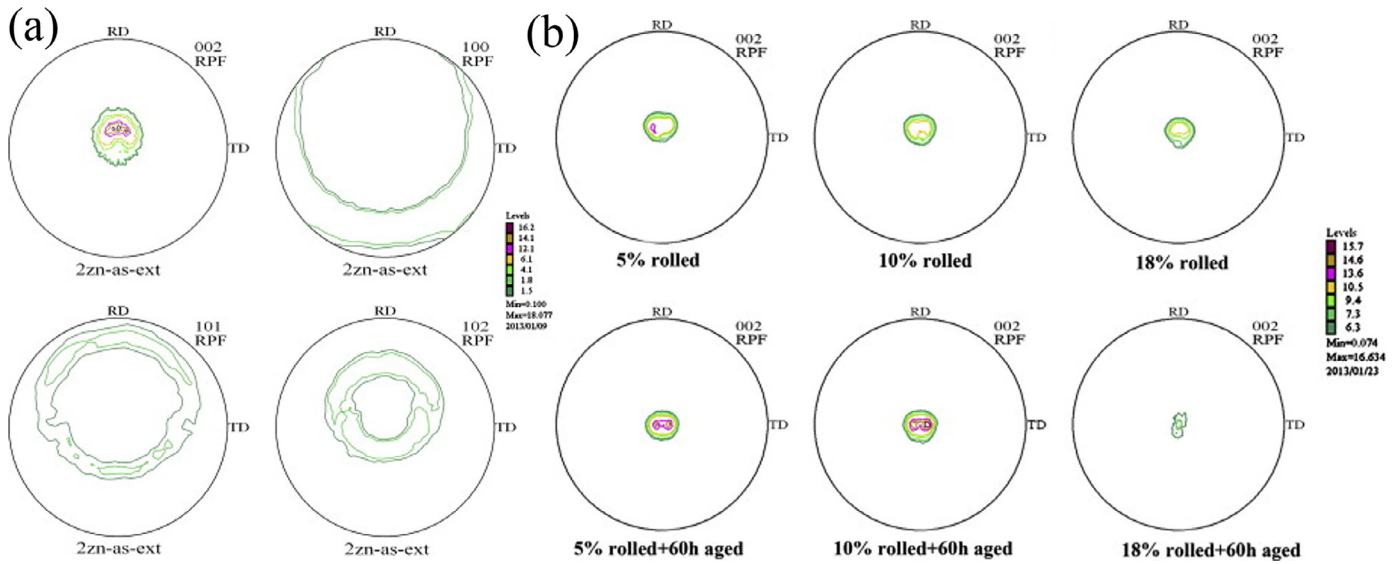 (a)
RD
002
RPF
TD
2zn-as-ext
RD
100
RPF
TD
2zn-as-ext
RD
101
RPF
TD
2zn-as-ext
RD
102
RPF
TD
2zn-as-ext
Levels
16.2
14.1
12.1
6.1
4.1
1.8
1.5
Min=0.100
Max=18.077
2013/01/09
(b)
RD
002
RPF
TD
5% rolled
RD
002
RPF
TD
10% rolled
RD
002
RPF
TD
18% rolled
RD
002
RPF
TD
5% rolled+60h aged
RD
002
RPF
TD
10% rolled+60h aged
RD
002
RPF
TD
18% rolled+60h aged
Levels
15.7
14.6
13.6
10.5
9.4
7.3
6.3
Min=0.074
Max=16.634
2013/01/23